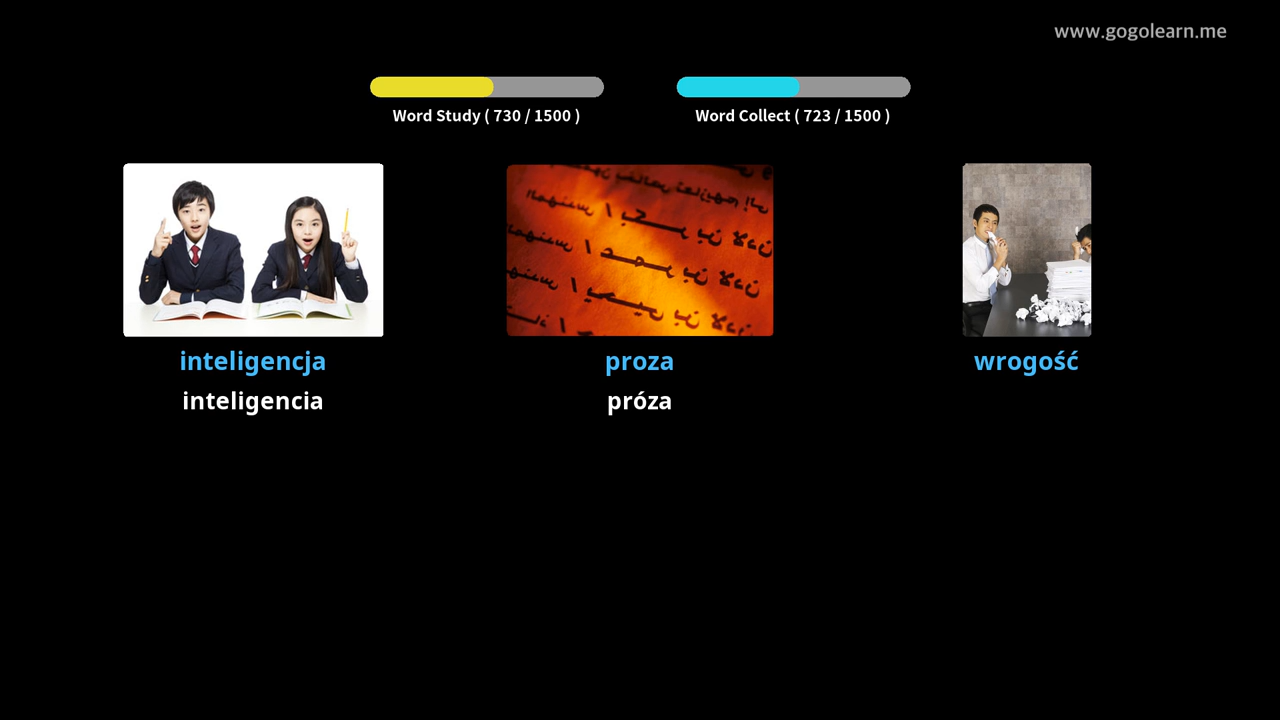 www.gogolearn.me
Word Study ( 730 / 1500 )
Word Collect ( 723 / 1500 )
inteligencja
proza
wrogość
inteligencia
próza